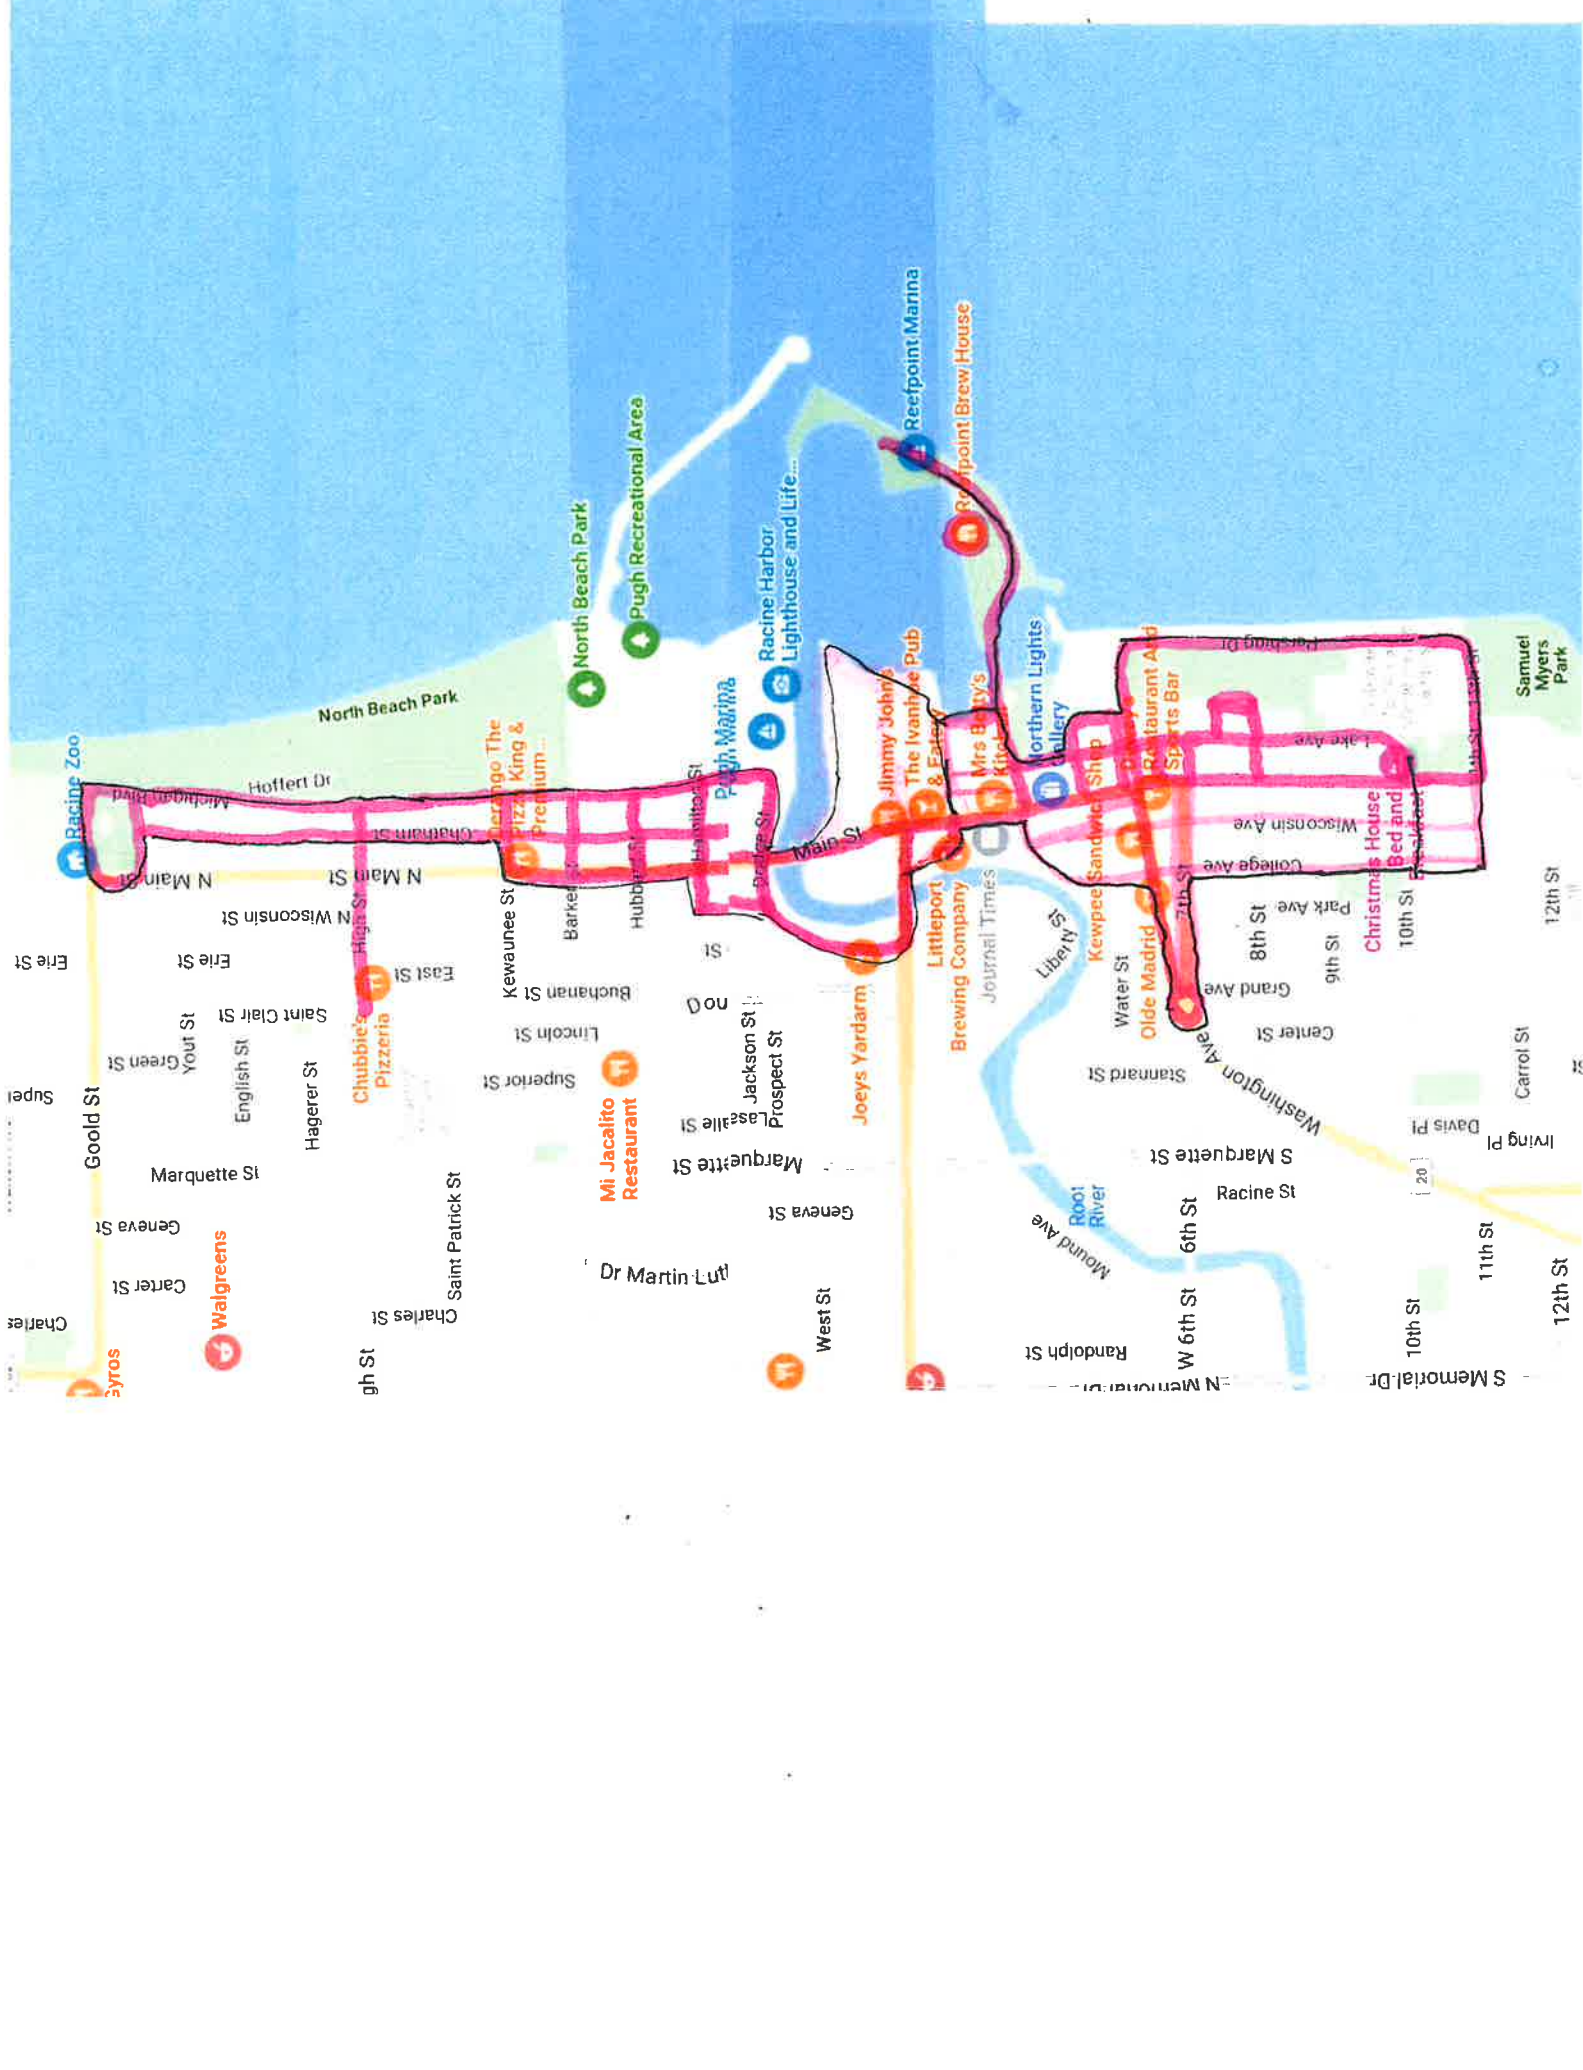 Racine Zoo
North Beach Park
Hoffert Dr
Michigan Blvd
Chatham St
N Main St
N Main St
N Wisconsin St
High St
Erie St
Erie St
East St
Saint Clair St
Yout St
Green St
English St
Hagerer St
Goold St
Marquette St
Geneva St
Carter St
Charles St
Walgreens
Gyros
gh St
Saint Patrick St
Chubbie's
Pizzeria
Derango The
Pizza King &
Premium...
North Beach Park
Pugh Recreational Area
Racine Harbor
Lighthouse and Life...
Pugh Marina
Hamilton St
Kewaunee St
Barker
Buchanan St
Lincoln St
Superior St
St
Mi Jacalito
Restaurant
Lasalle St
Jackson St
Prospect St
Marquette St
Geneva St
Dr Martin Lut
West St
Main St
Joeys Yardarm
Reefpoint Marina
Reefpoint Brew House
Jimmy John's
The Ivanhoe Pub
& Eatery
Mrs Betty's
Northern Lights
Gallery
Littleport
Brewing Company
Journal Times
Liberty St
Kewpee Sandwich Shop
Restaurant And
Sports Bar
Olde Madrid
Water St
7th St
Pershing Dr
Lake Ave
Wisconsin Ave
College Ave
Park Ave
Grand Ave
Center St
8th St
9th St
10th St
Christmas House
Bed and
Breakfast
Samuel
Myers
Park
12th St
Stannard St
Washington Ave
S Marquette St
Racine St
Root
River
Mound Ave
6th St
W 6th St
Randolph St
N Memorial Dr
S Memorial Dr
Carrol St
Davis Pl
Irving Pl
20
11th St
10th St
12th St